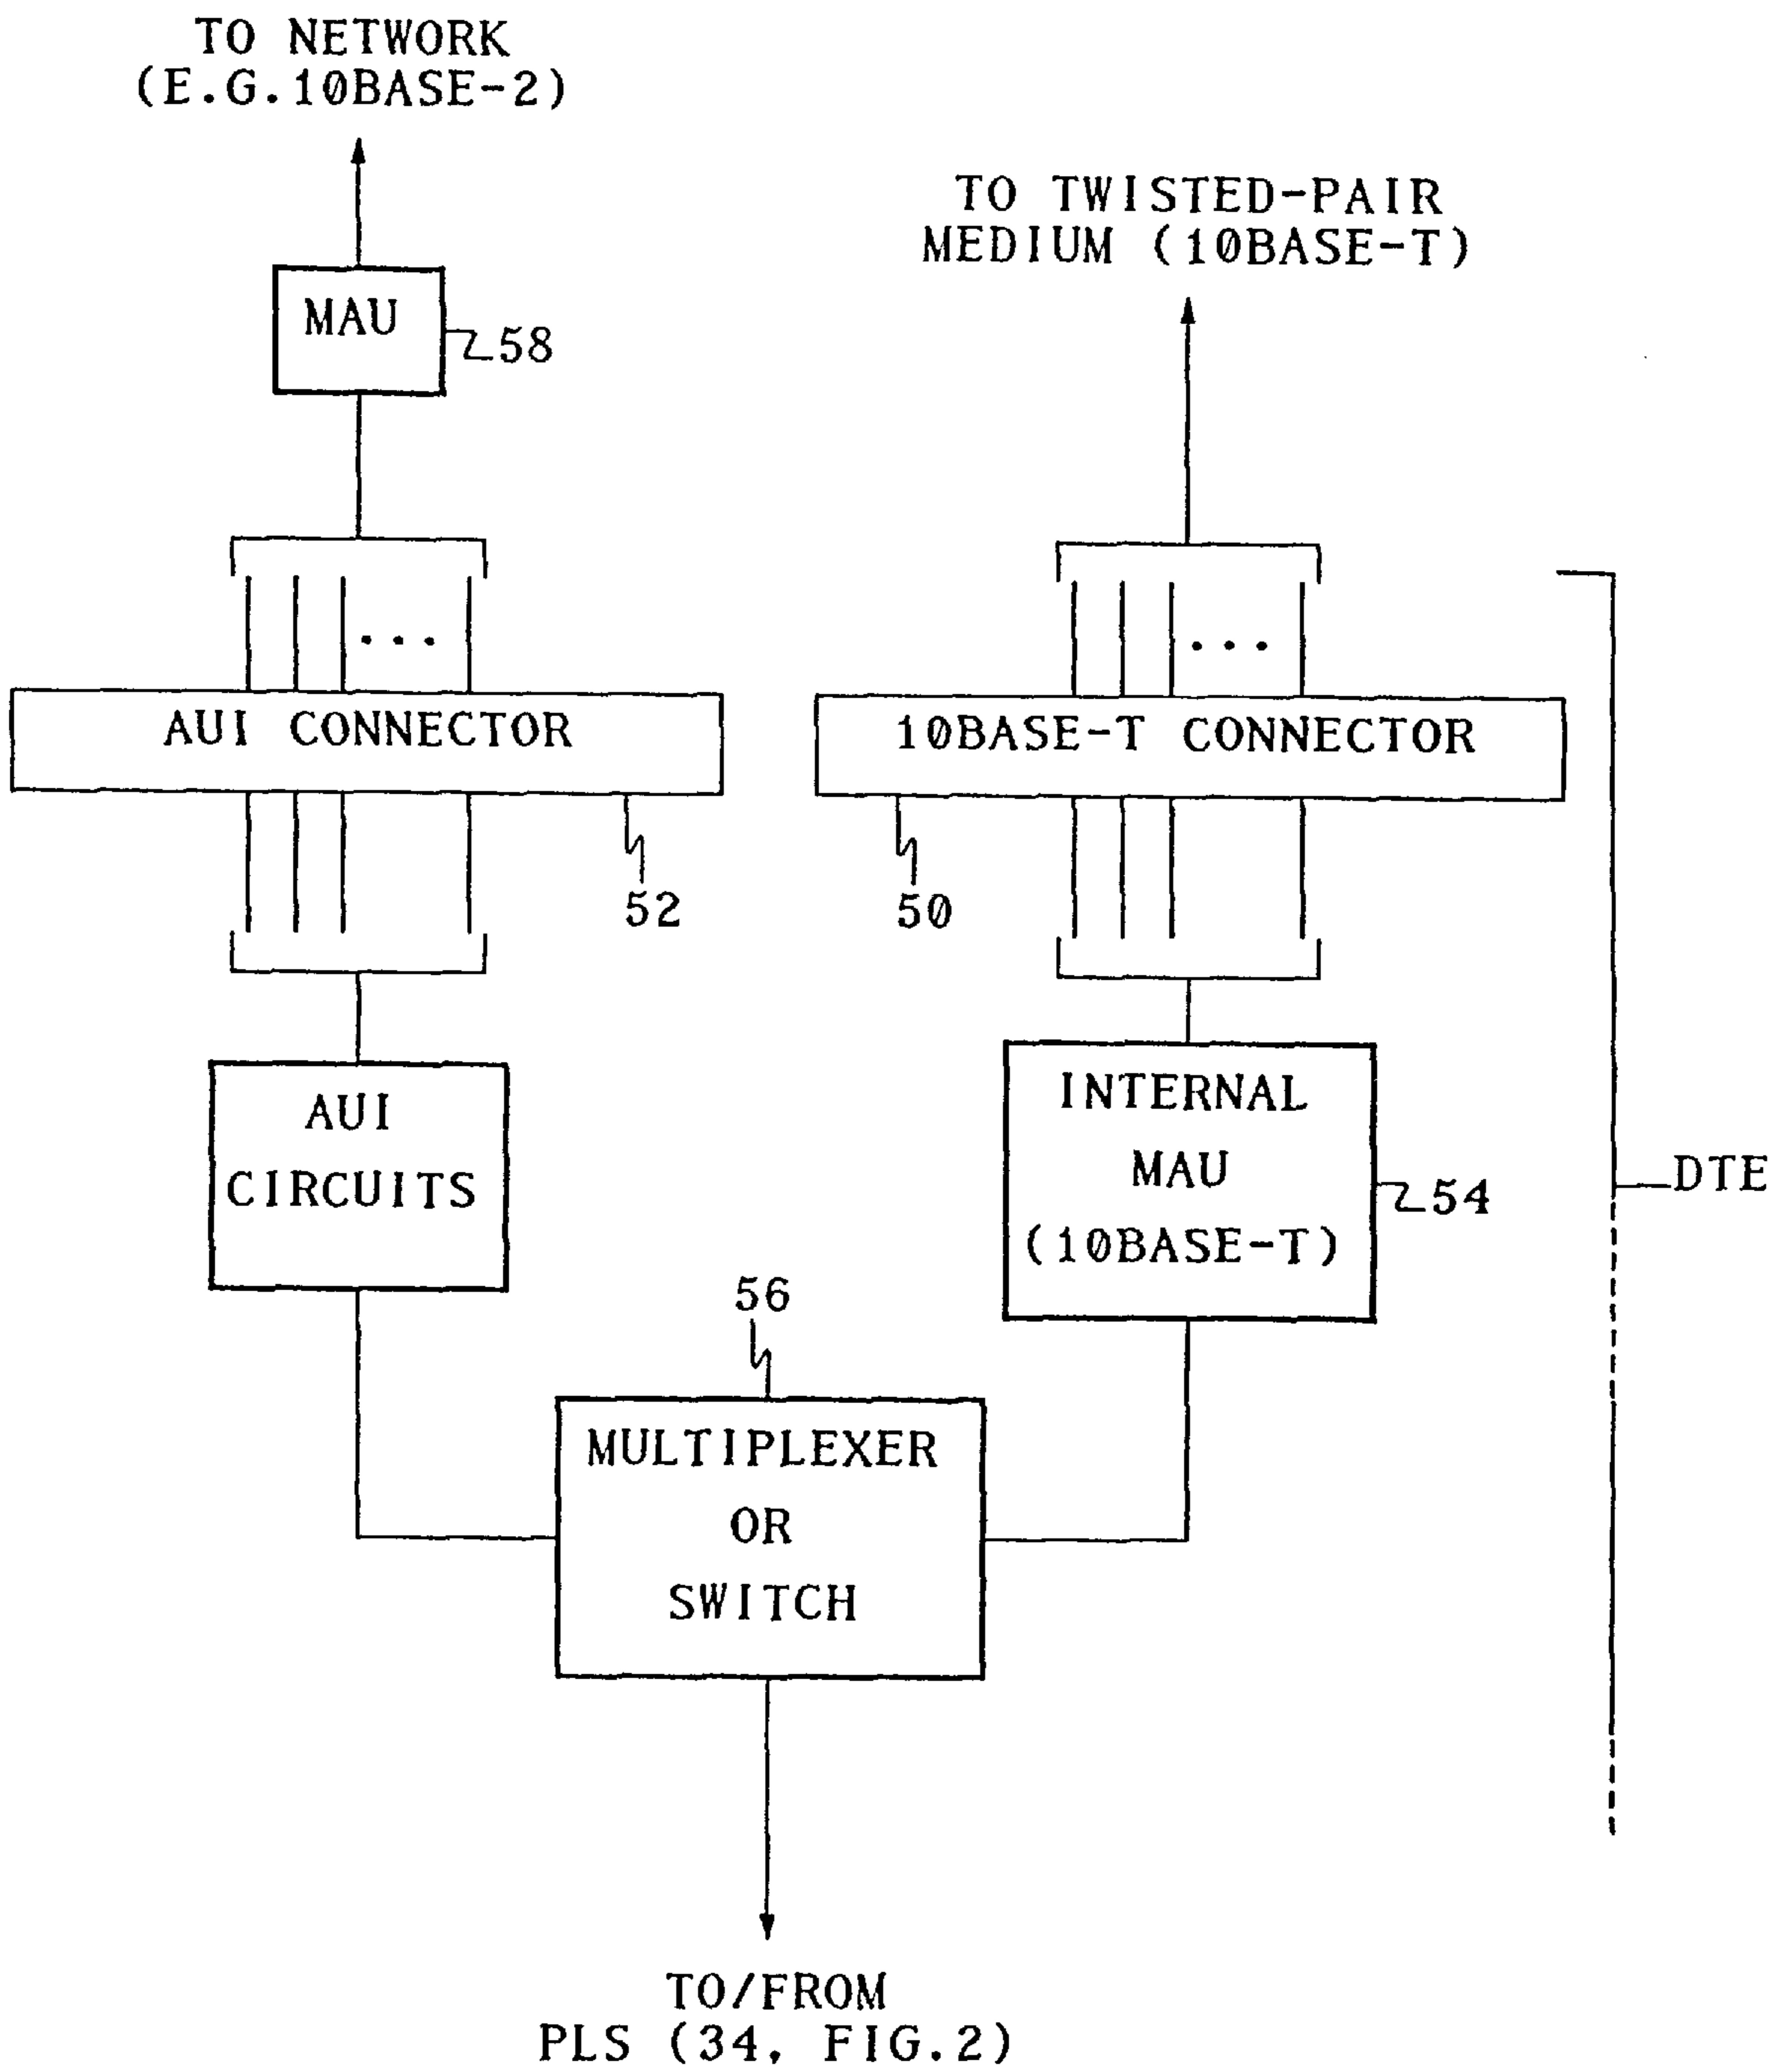 TO NETWORK
(E.G.10BASE-2)
TO TWISTED-PAIR
MEDIUM (10BASE-T)
MAU
58
AUI CONNECTOR
10BASE-T CONNECTOR
52
50
AUI
CIRCUITS
INTERNAL
MAU
(10BASE-T)
54
DTE
56
MULTIPLEXER
OR
SWITCH
TO/FROM
PLS (34, FIG.2)